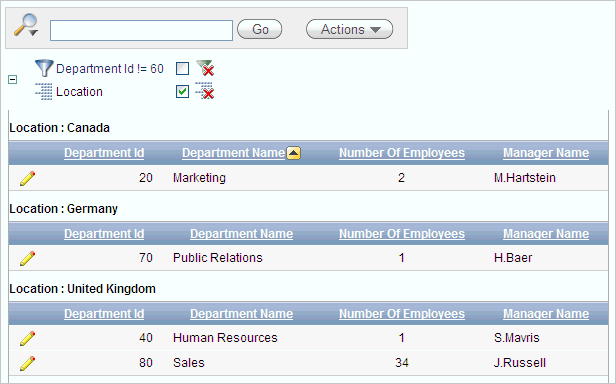 Go Actions
Department Id != 60
Location
Location : Canada
Department Id Department Name Number Of Employees Manager Name
20 Marketing 2 M.Hartstein
Location : Germany
Department Id Department Name Number Of Employees Manager Name
70 Public Relations 1 H.Baer
Location : United Kingdom
Department Id Department Name Number Of Employees Manager Name
40 Human Resources 1 S.Mavris
80 Sales 34 J.Russell